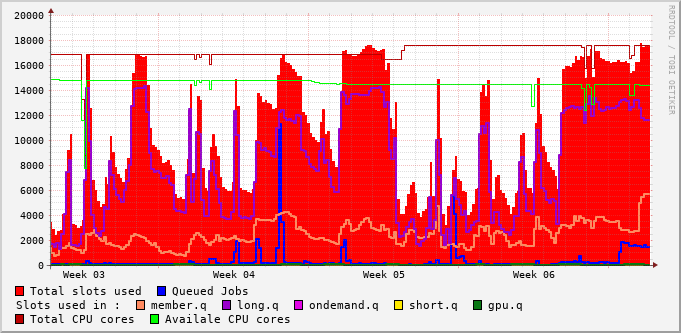 20000
18000
16000
14000
12000
10000
8000
6000
4000
2000
0
Week 03 Week 04 Week 05 Week 06
RRDTOOL / TOBI OETIKER
Total slots used Queued Jobs
Slots used in : member.q long.q ondemand.q short.q gpu.q
Total CPU cores Availale CPU cores